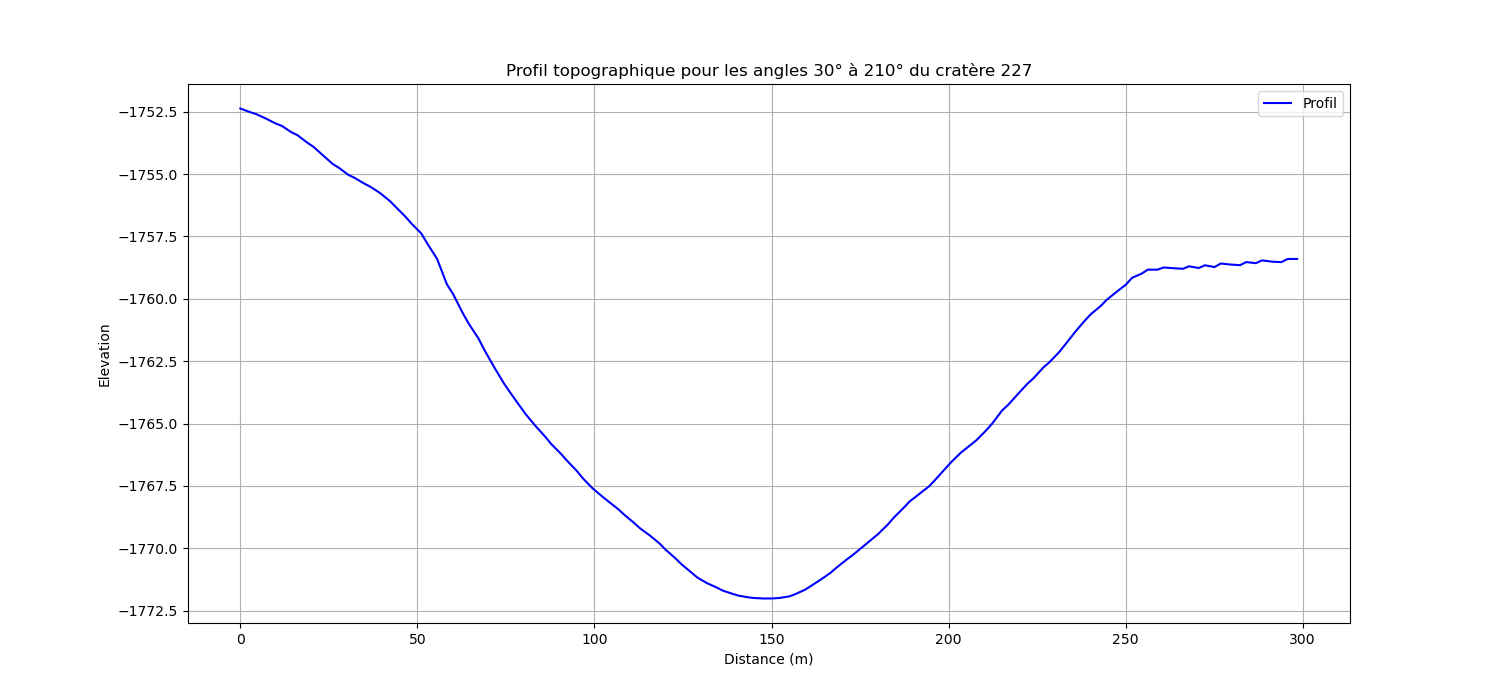 Profil topographique pour les angles 30° à 210° du cratère 227
Profil
−1752.5
−1755.0
−1757.5
−1760.0
−1762.5
−1765.0
−1767.5
−1770.0
−1772.5
Elevation
0 50 100 150 200 250 300
Distance (m)